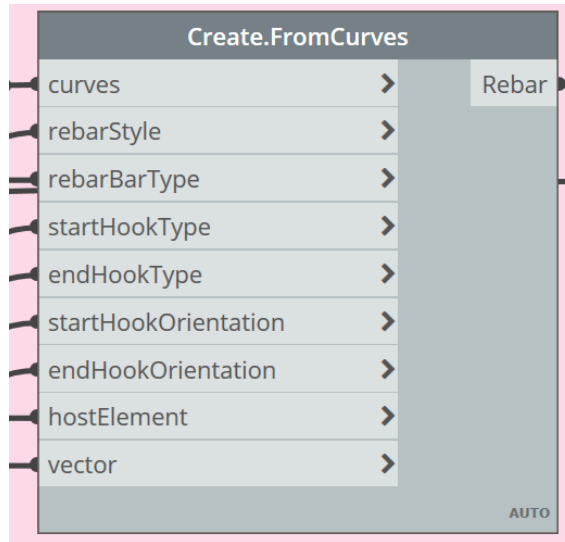 Create.FromCurves
curves
Rebar
rebarStyle
rebarBarType
startHookType
endHookType
startHookOrientation
endHookOrientation
hostElement
vector
AUTO